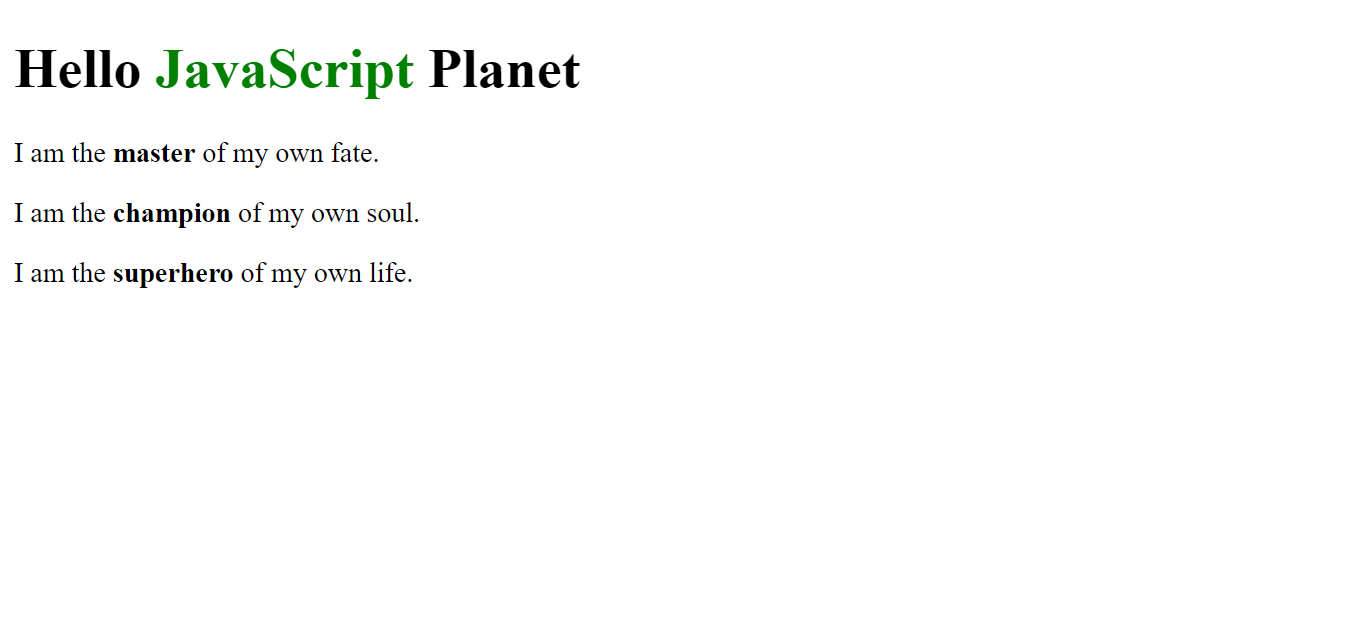 Hello JavaScript Planet
I am the master of my own fate.
I am the champion of my own soul.
I am the superhero of my own life.